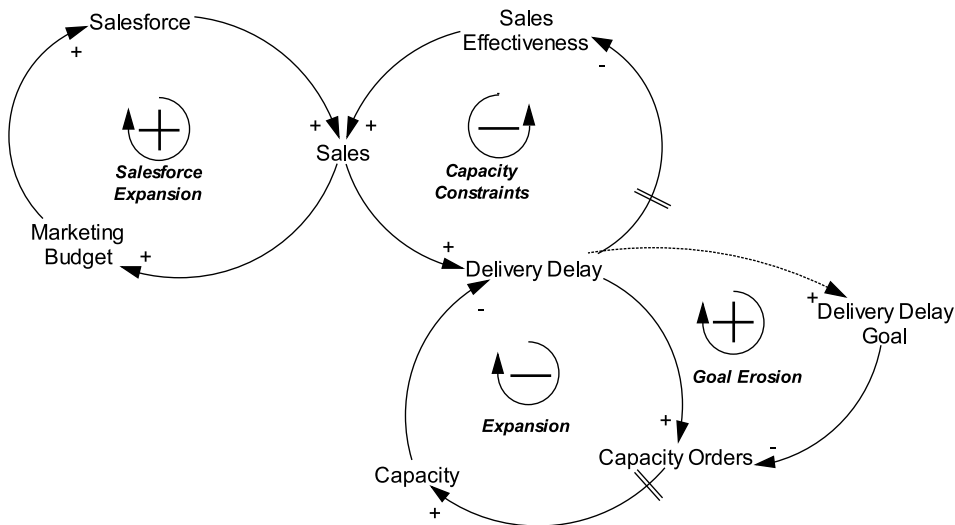 Salesforce
+
Sales
Effectiveness
-
+
Salesforce
Expansion
+
+
Sales
-
Capacity
Constraints
Marketing
Budget
+
+
Delivery Delay
-
+
Delivery Delay
Goal
+
Goal Erosion
-
Expansion
+
Capacity Orders
-
Capacity
+